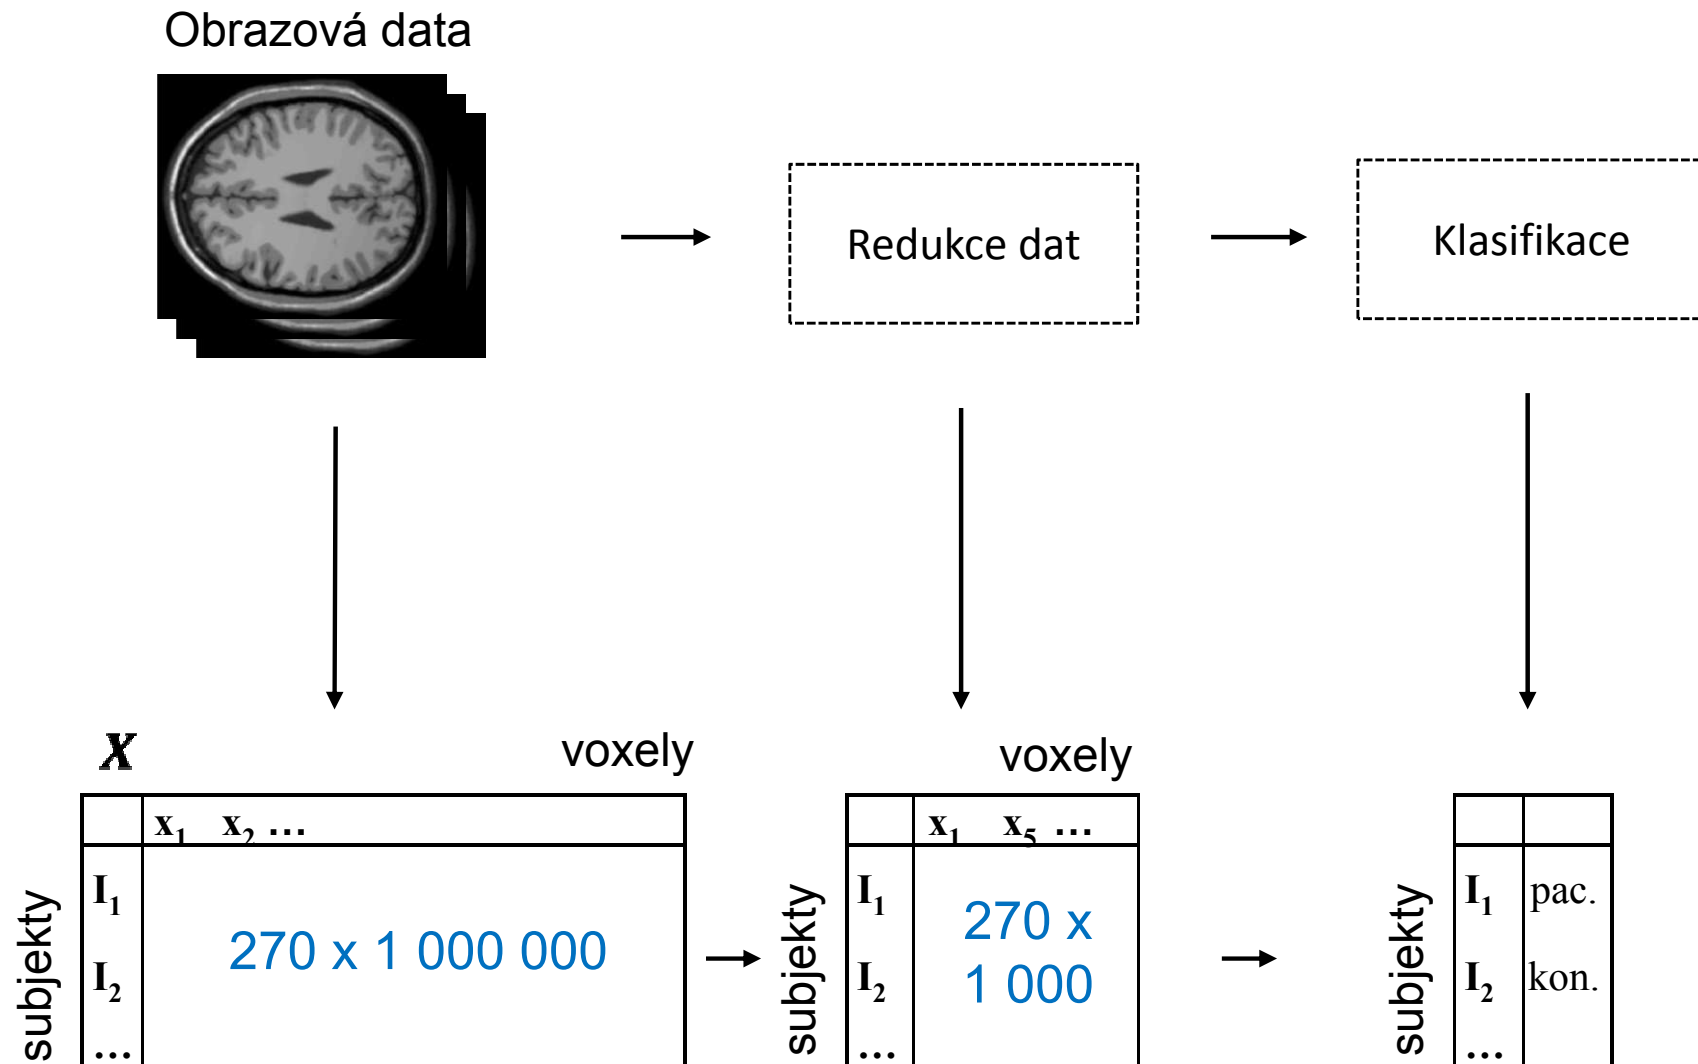 Obrazová data
Redukce dat
Klasifikace
X
voxely
x1 x2 …
subjekty
I1
I2
…
270 x 1 000 000
voxely
x1 x5 …
subjekty
I1
I2
…
270 x
1 000
subjekty
I1 pac.
I2 kon.
…